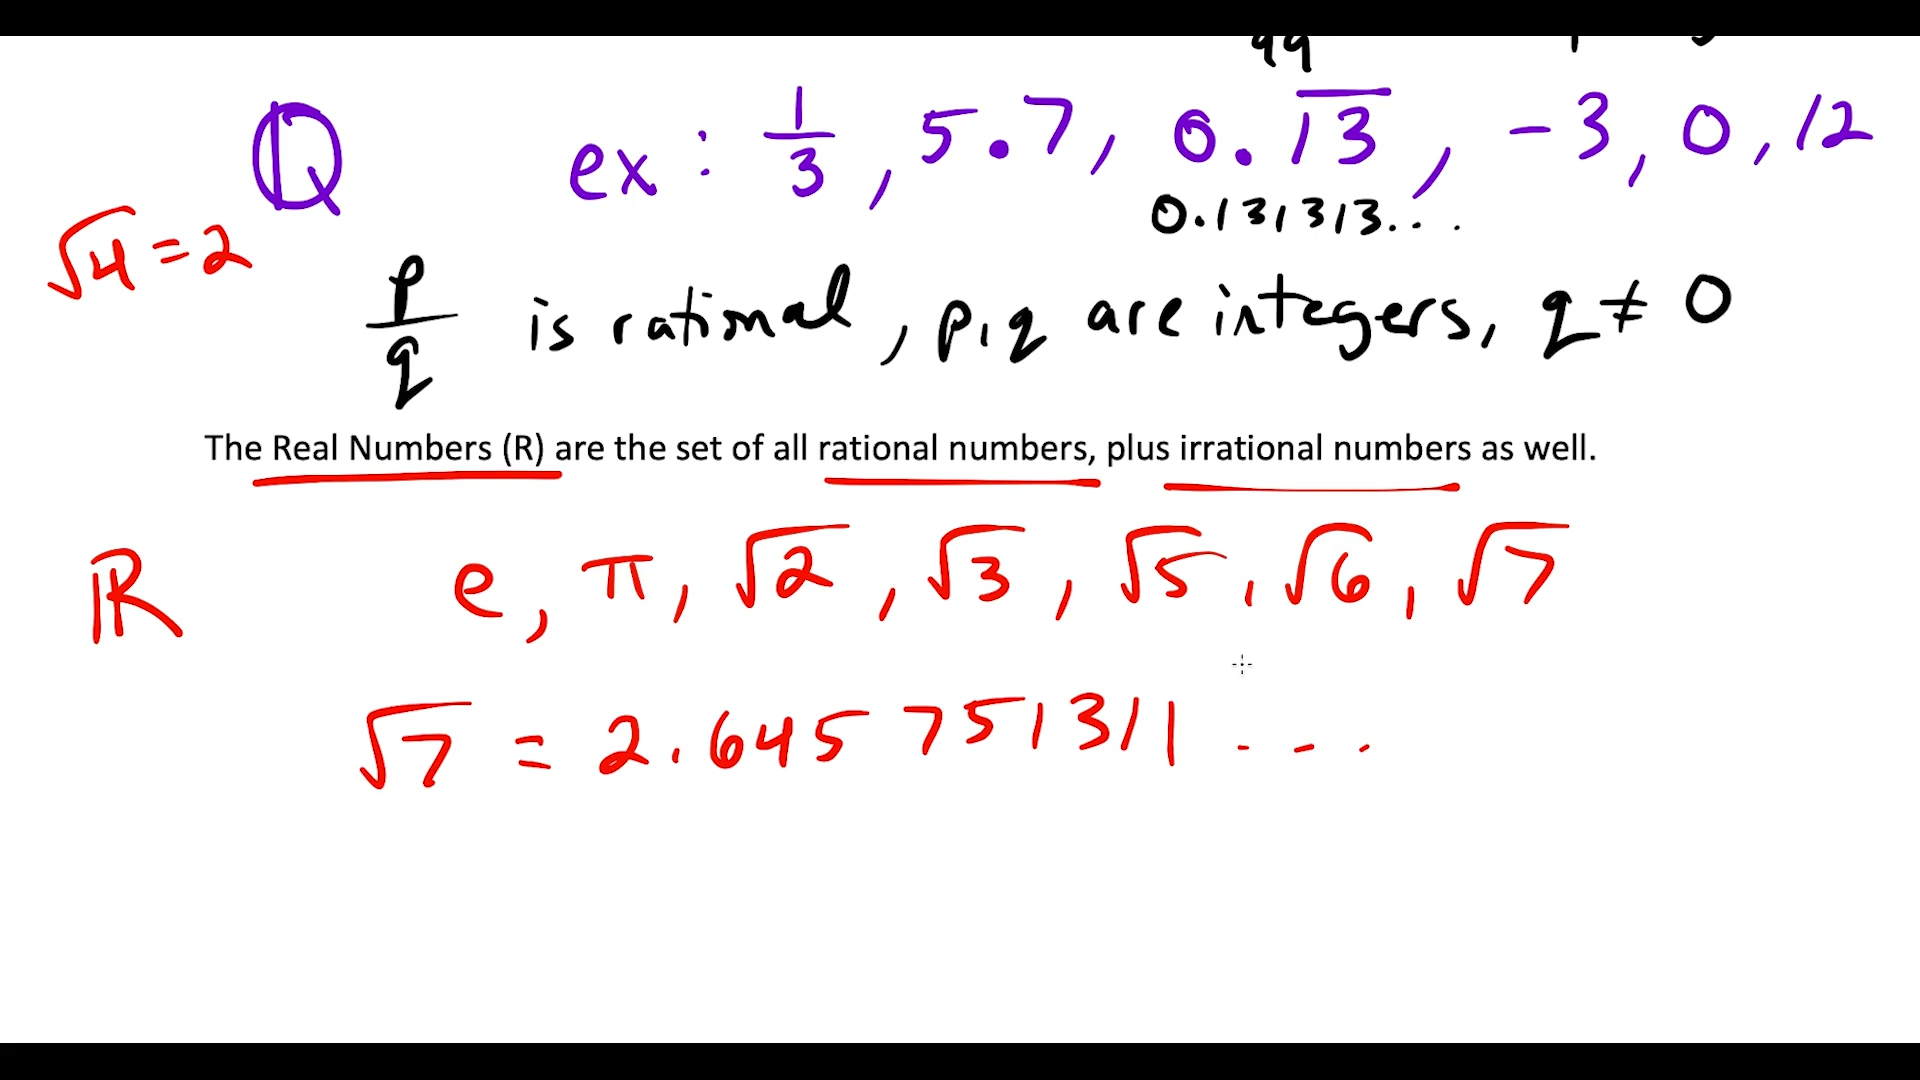 99
ℚ ex: 1/3, 5.7, 0.1̅3̅, -3, 0, 12
0.131313...
√4 = 2
p/q is rational, p, q are integers, q ≠ 0
The Real Numbers (R) are the set of all rational numbers, plus irrational numbers as well.
ℝ e, π, √2, √3, √5, √6, √7
√7 = 2.645751311...